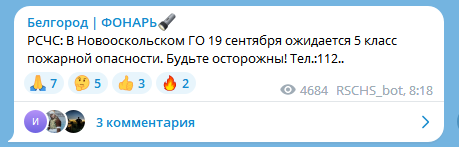 Белгород | ФОНАРЬ🔦
РСЧС: В Новооскольском ГО 19 сентября ожидается 5 класс
пожарной опасности. Будьте осторожны! Тел.:112..
🙏 7 🤔 5 👍 3 🔥 2
4684 RSCHS_bot, 8:18
И 3 комментария